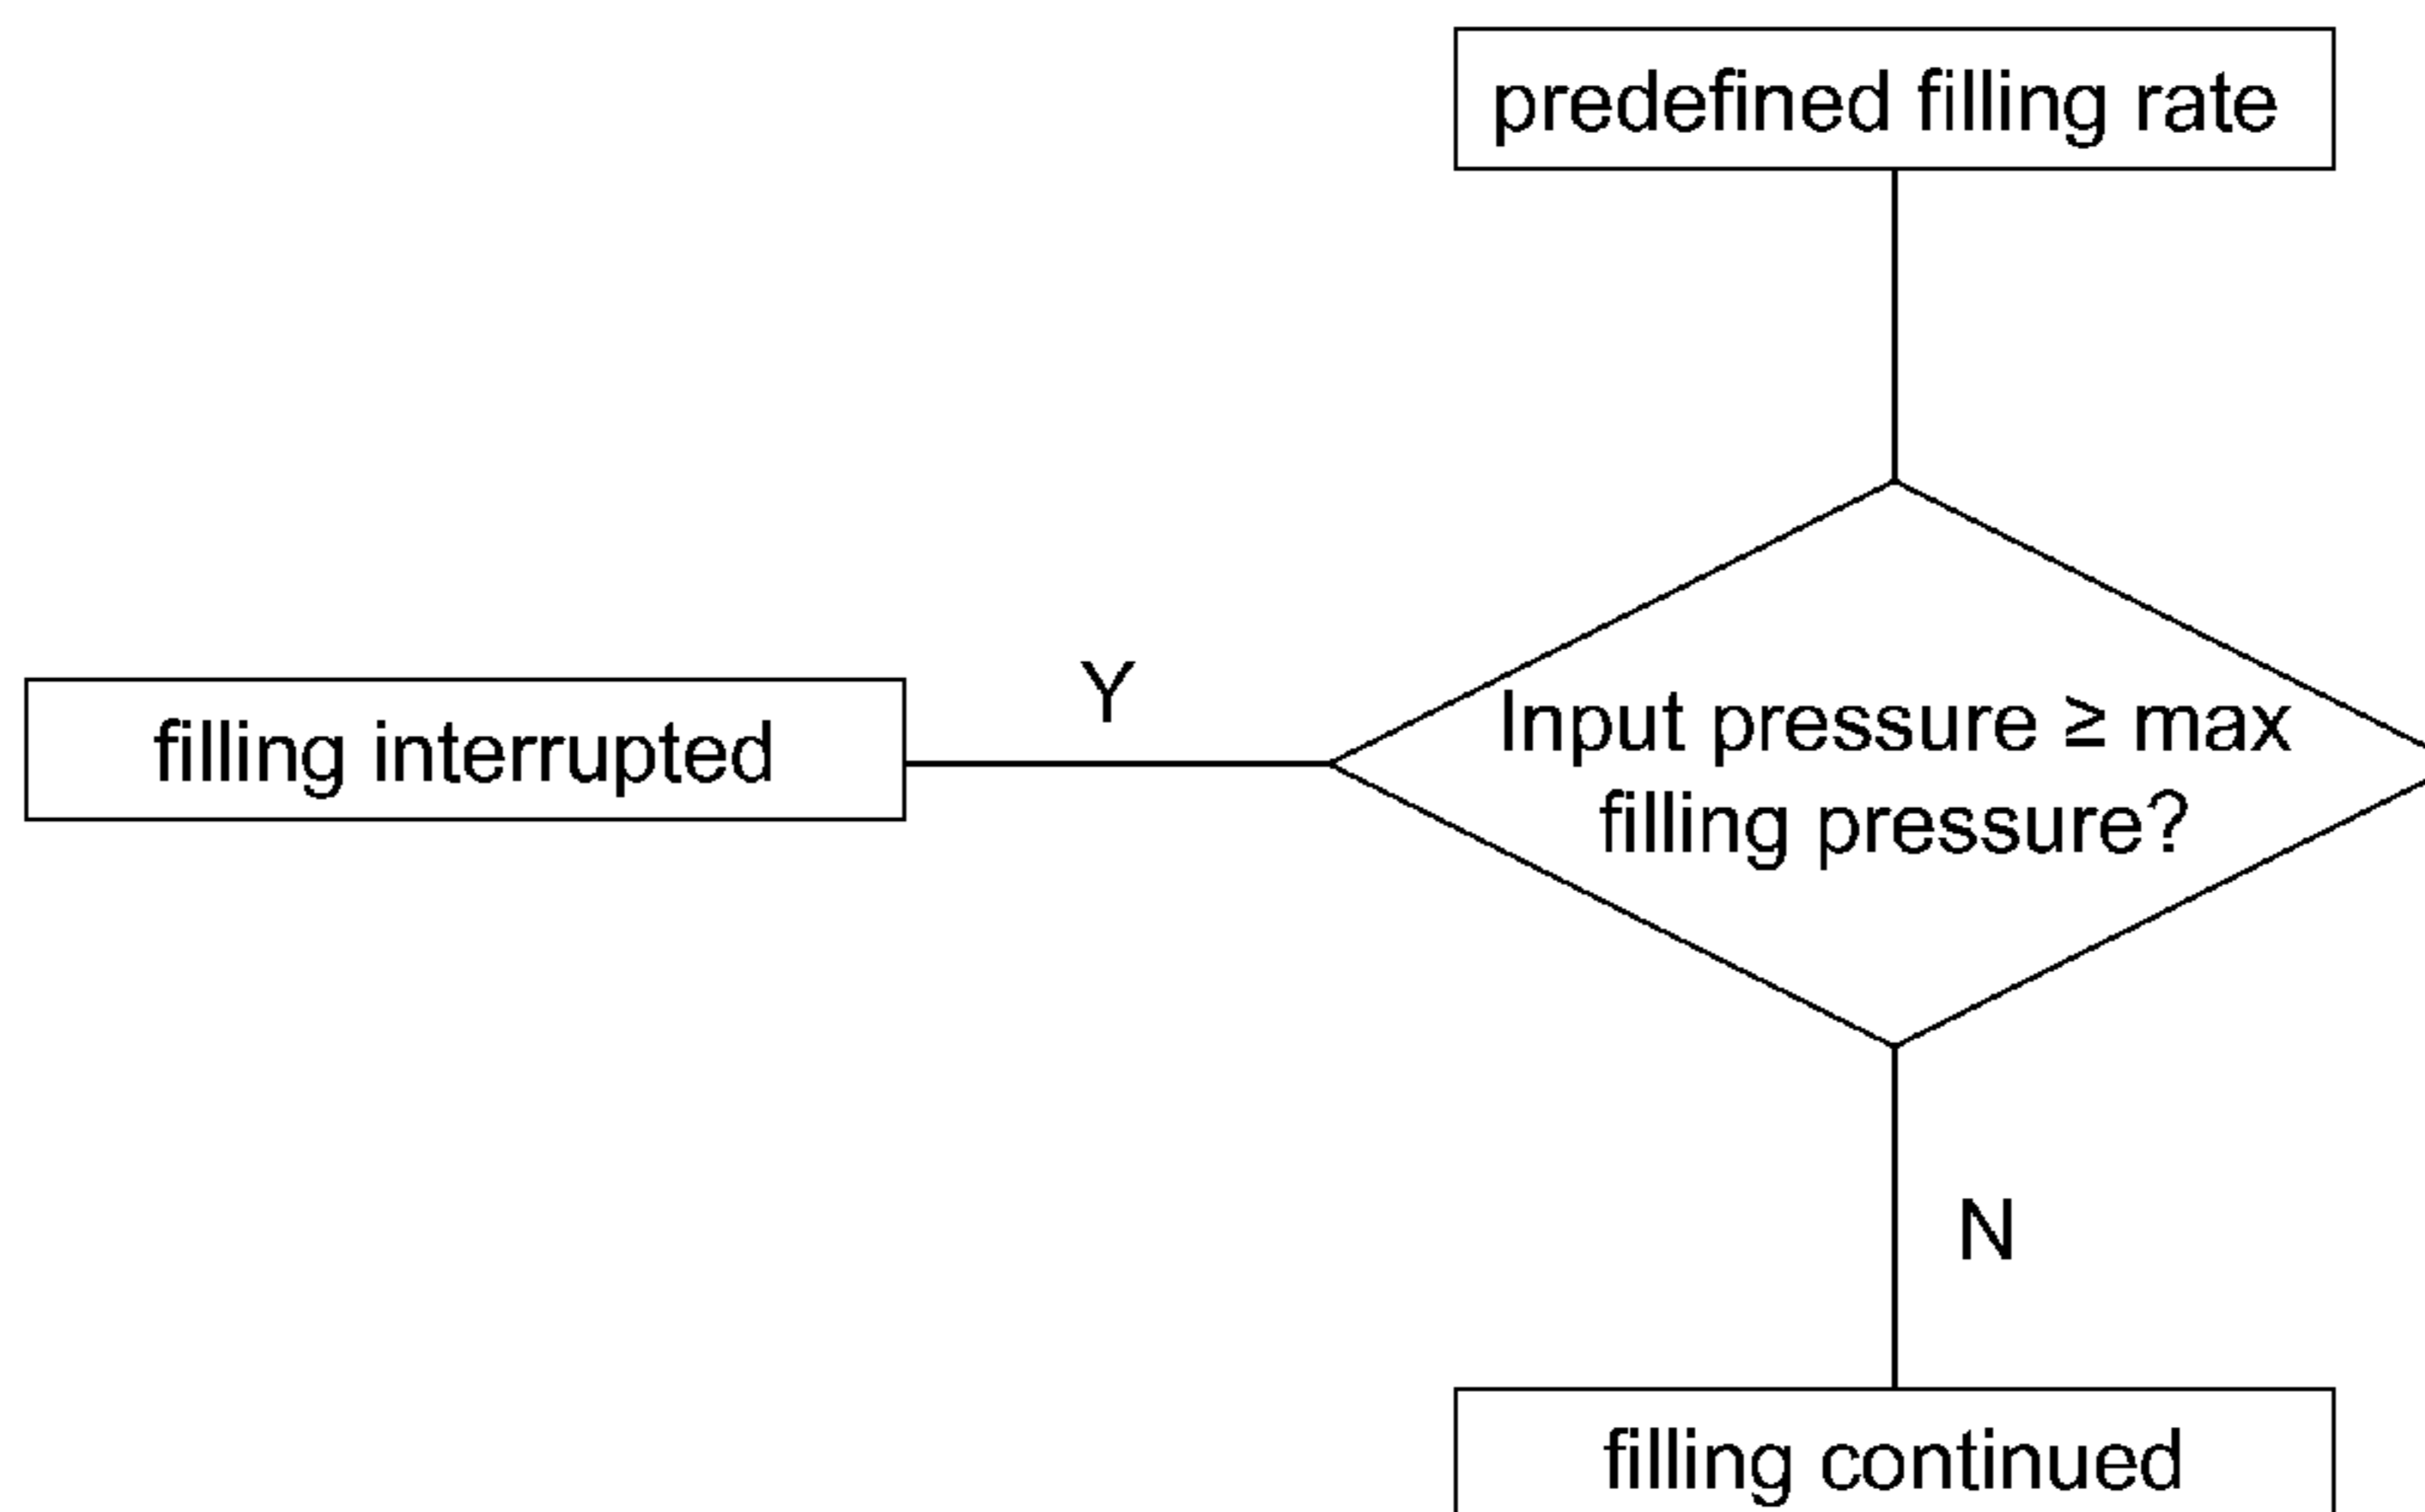 predefined filling rate
Y
filling interrupted
Input pressure ≥ max
filling pressure?
N
filling continued